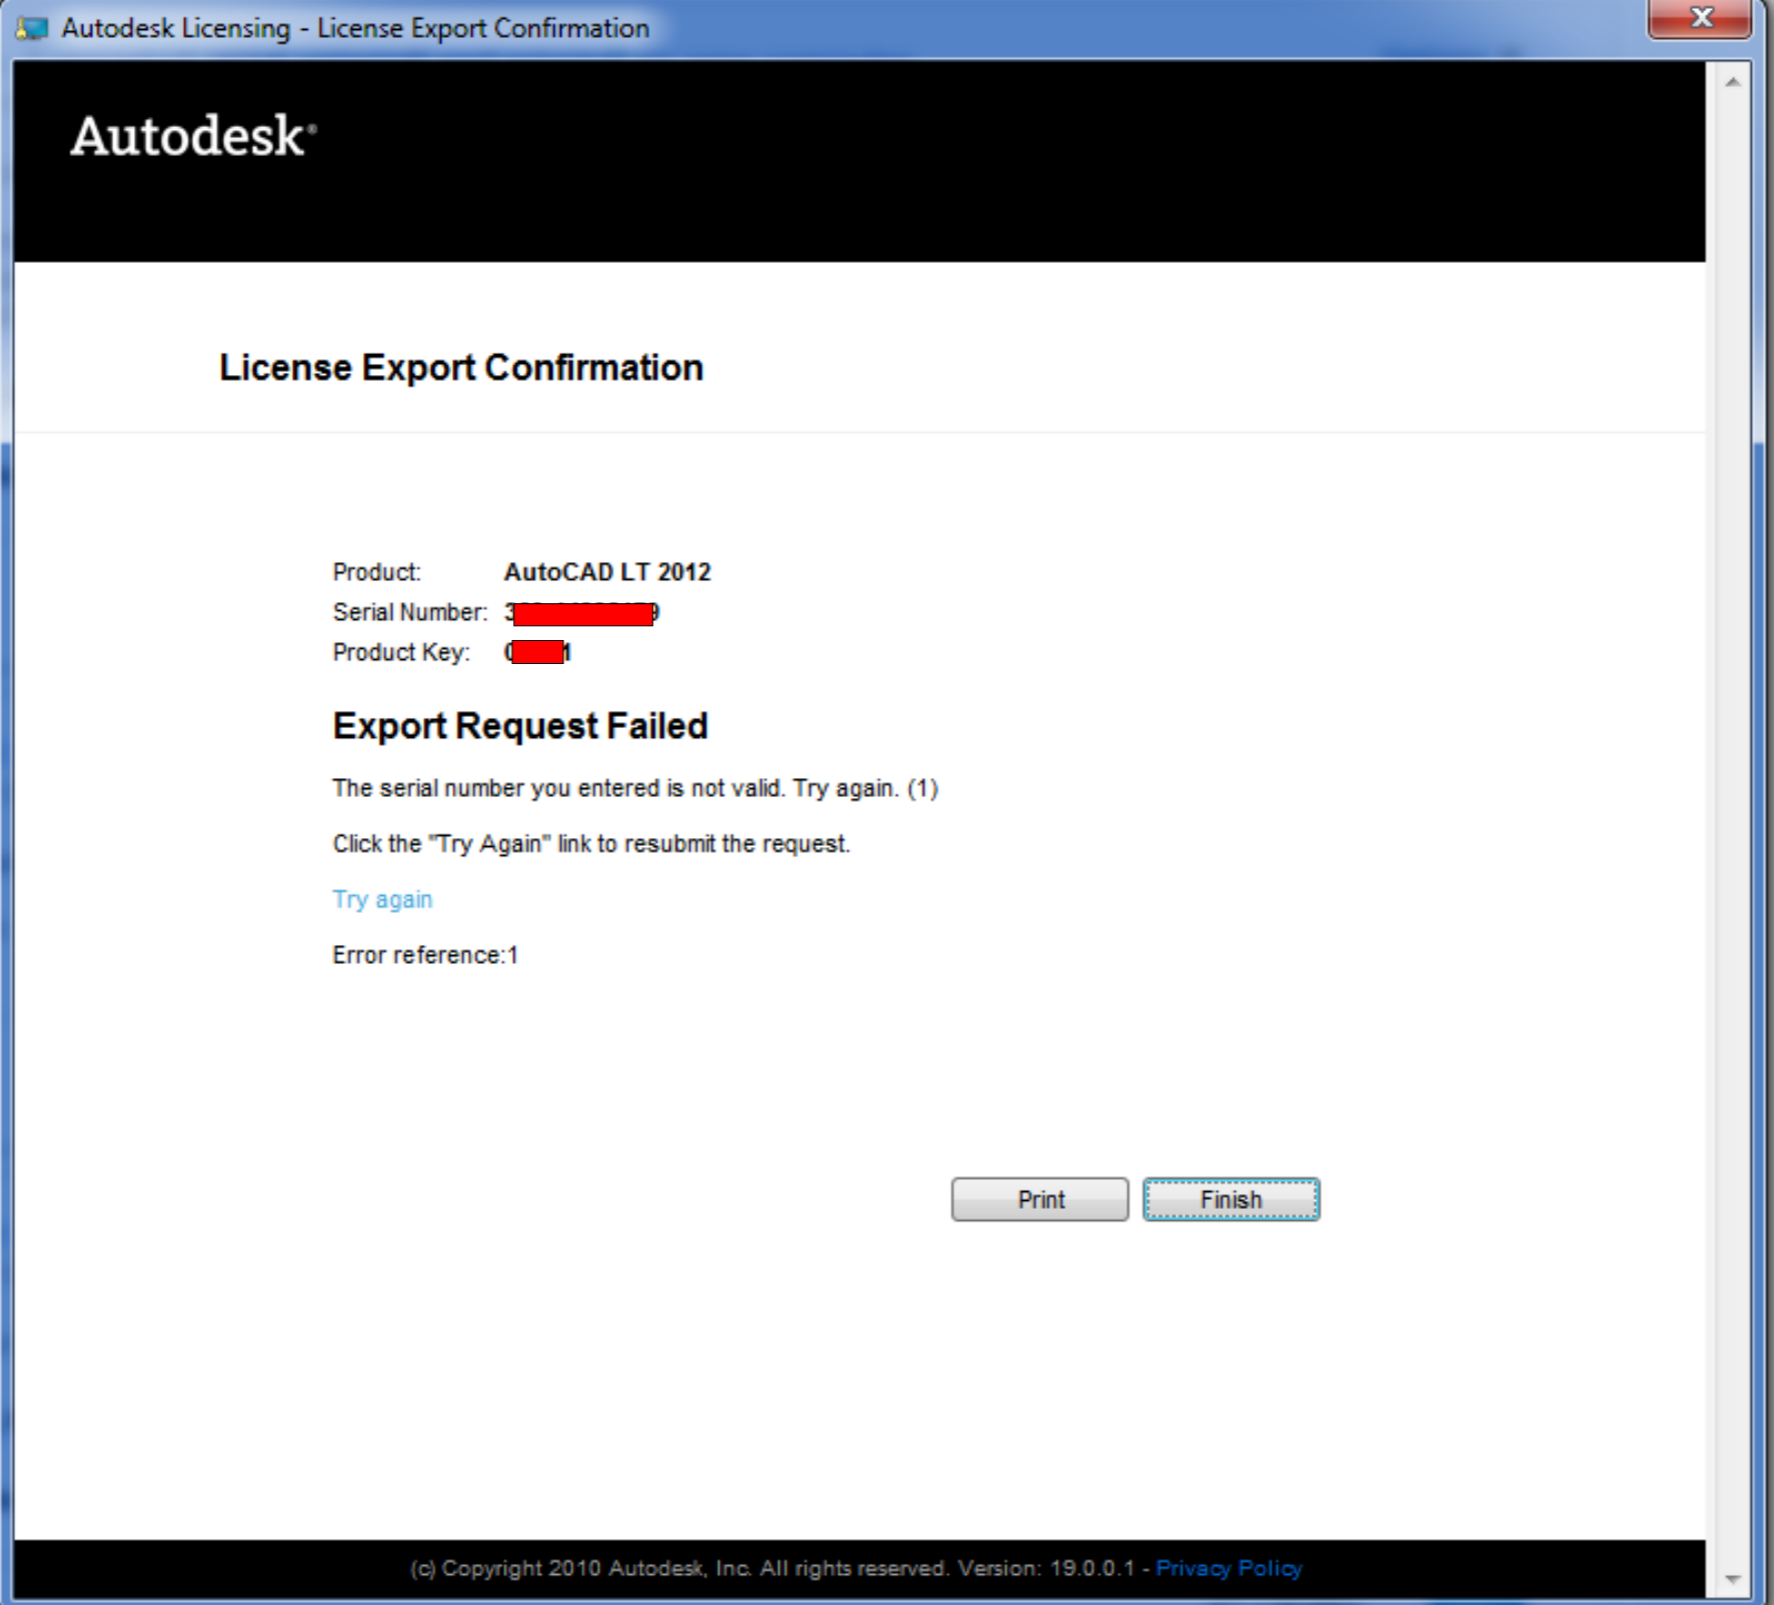 Autodesk Licensing - License Export Confirmation
Autodesk®
License Export Confirmation
Product: AutoCAD LT 2012
Serial Number:
Product Key:
Export Request Failed
The serial number you entered is not valid. Try again. (1)
Click the "Try Again" link to resubmit the request.
Try again
Error reference:1
Print Finish
(c) Copyright 2010 Autodesk, Inc. All rights reserved. Version: 19.0.0.1 - Privacy Policy